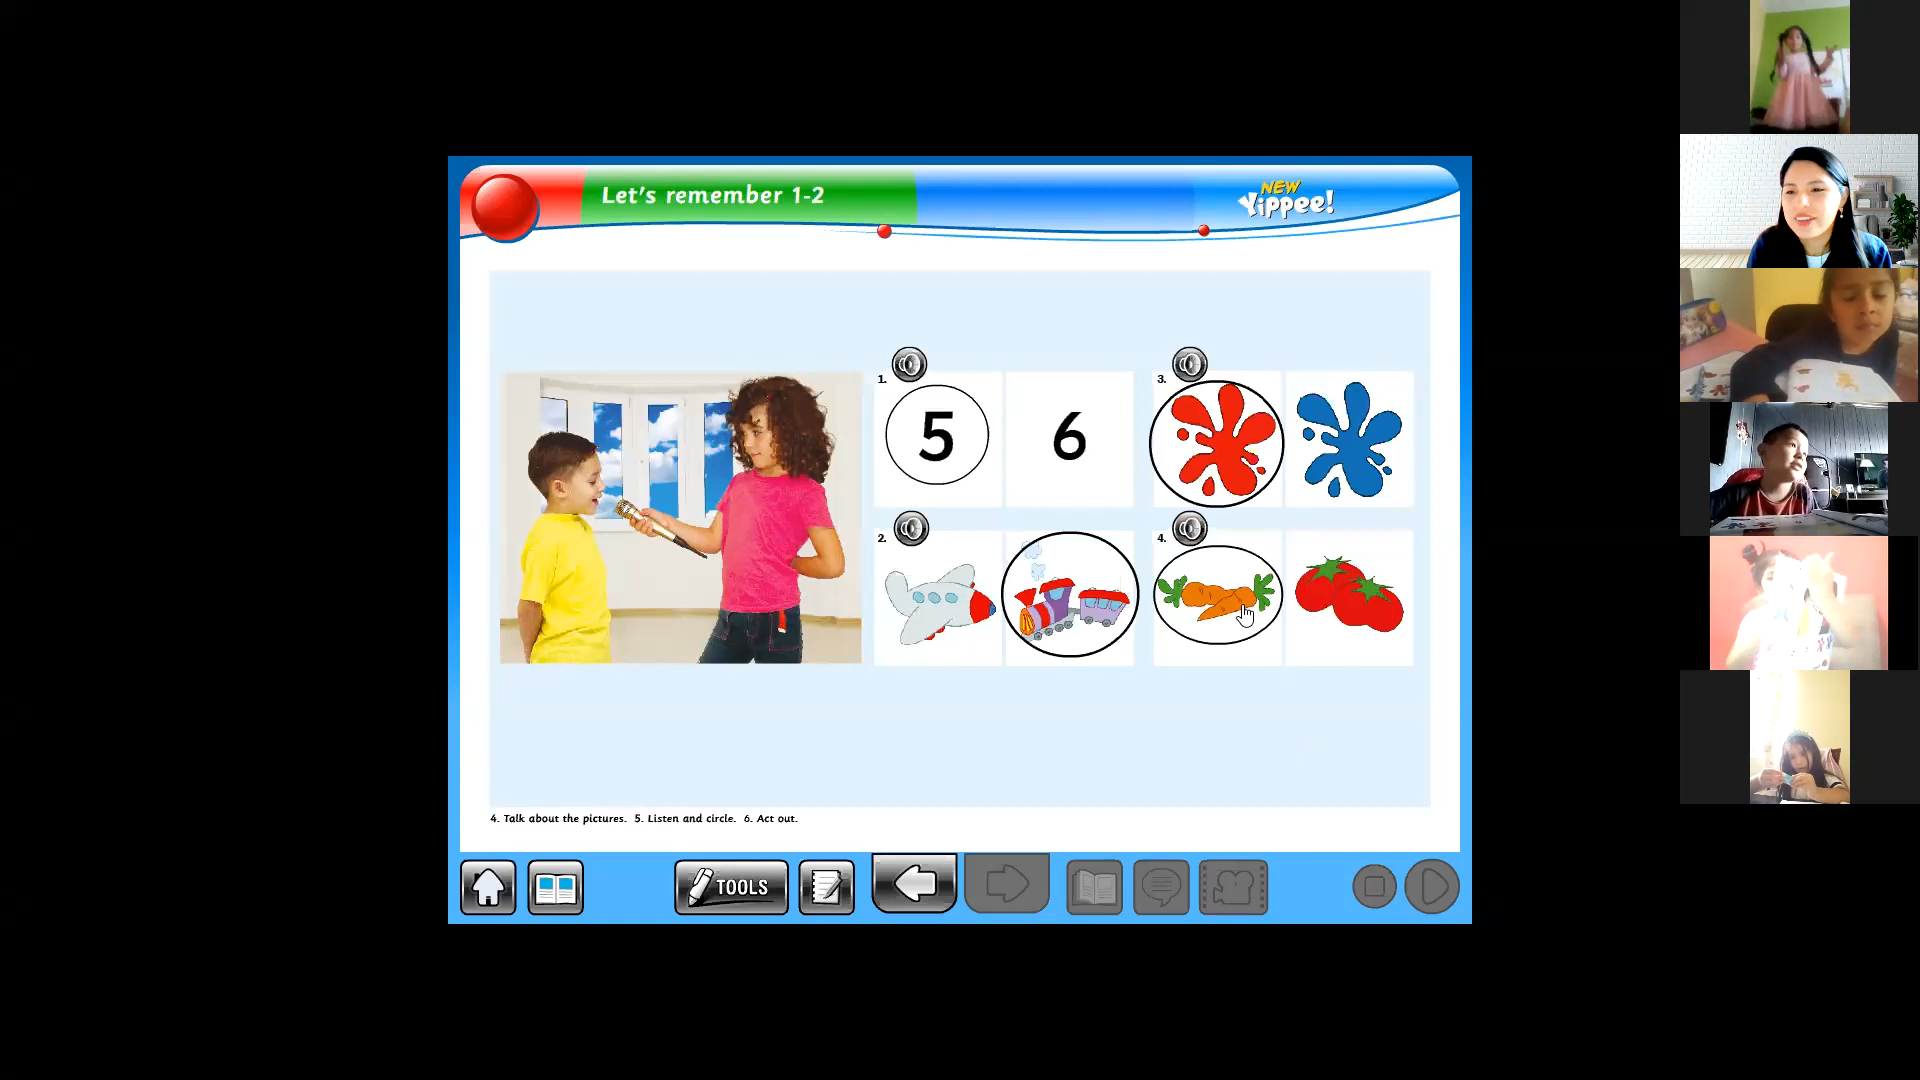 Let's remember 1-2
NEW
Yippee!
1.
5
6
3.
2.
4.
4. Talk about the pictures. 5. Listen and circle. 6. Act out.
TOOLS